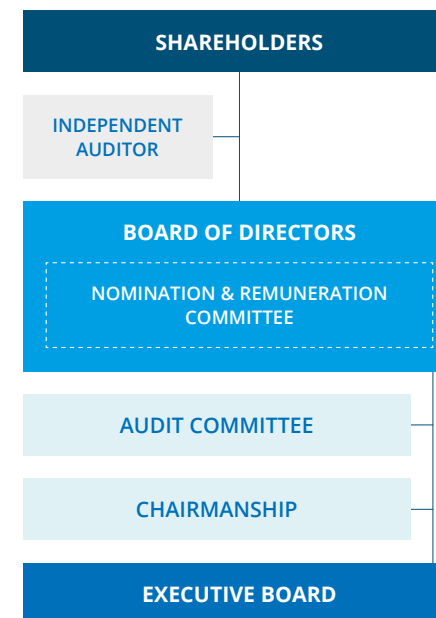 SHAREHOLDERS
INDEPENDENT
AUDITOR
BOARD OF DIRECTORS
NOMINATION & REMUNERATION
COMMITTEE
AUDIT COMMITTEE
CHAIRMANSHIP
EXECUTIVE BOARD